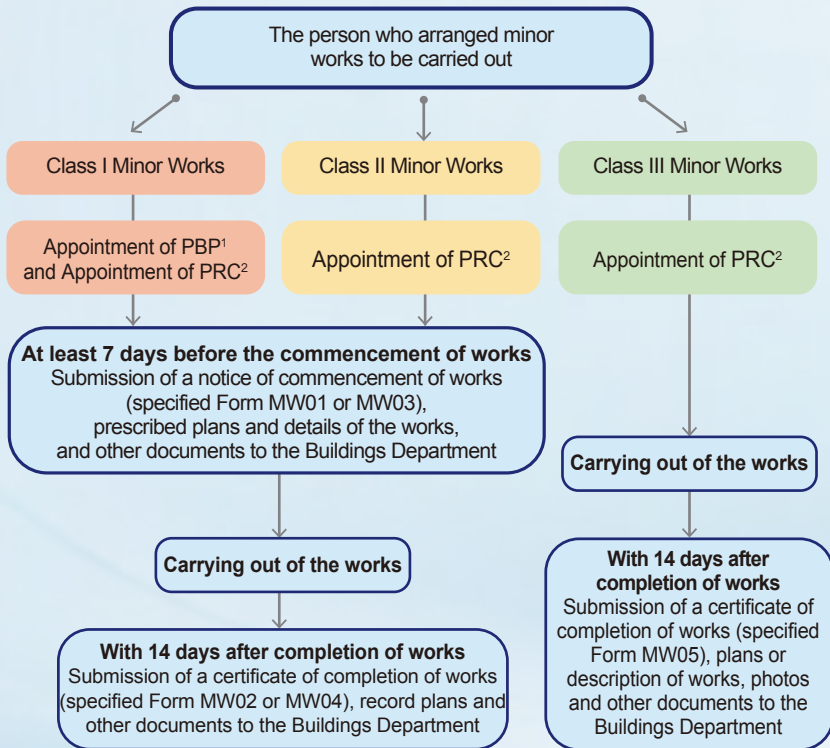 The person who arranged minor
works to be carried out
Class I Minor Works
Class II Minor Works
Class III Minor Works
Appointment of PBP¹
and Appointment of PRC²
Appointment of PRC²
Appointment of PRC²
At least 7 days before the commencement of works
Submission of a notice of commencement of works
(specified Form MW01 or MW03),
prescribed plans and details of the works,
and other documents to the Buildings Department
Carrying out of the works
With 14 days after completion of works
Submission of a certificate of completion of works
(specified Form MW02 or MW04), record plans and
other documents to the Buildings Department
Carrying out of the works
With 14 days after
completion of works
Submission of a certificate of
completion of works (specified
Form MW05), plans or
description of works, photos
and other documents to the
Buildings Department